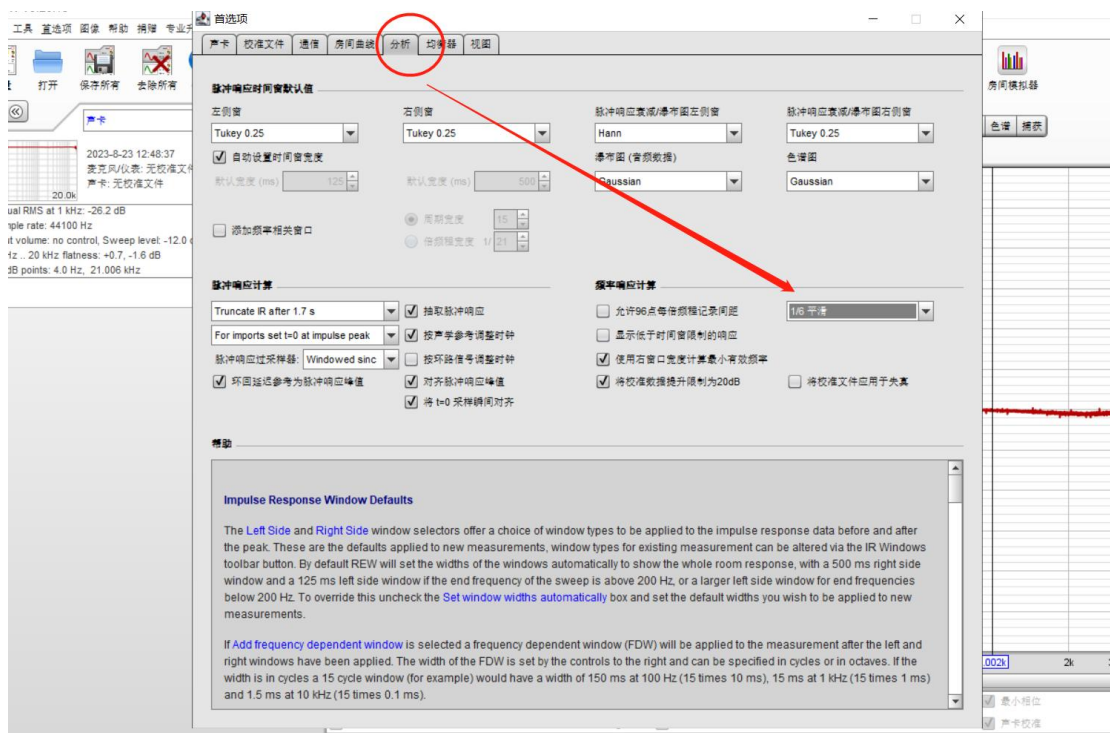 首选项
工具 首选项 图像 帮助 捐赠 专业升
声卡 校准文件 通信 房间曲线 分析 均衡器 视图
打开 保存所有 去除所有
房间模拟器
声卡
色谱 捕获
2023-8-23 12:48:37
麦克风/仪表: 无校准文件
声卡: 无校准文件
20.0k
ual RMS at 1 kHz: -26.2 dB
mple rate: 44100 Hz
t volume: no control, Sweep level: -12.0
Hz .. 20 kHz flatness: +0.7, -1.6 dB
dB points: 4.0 Hz, 21.006 kHz
脉冲响应时间窗默认值
左侧窗 右侧窗 脉冲响应衰减/瀑布图左侧窗 脉冲响应衰减/瀑布图右侧窗
Tukey 0.25 Tukey 0.25 Hann Tukey 0.25
自动设置时间窗宽度 瀑布图 (音频数据) 色谱图
默认宽度 (ms) 125 默认宽度 (ms) 500 Gaussian Gaussian
添加频率相关窗口 周期宽度 15
倍频程宽度 1/ 21
脉冲响应计算 频率响应计算
Truncate IR after 1.7 s 抽取脉冲响应 允许96点每倍频程记录间距 1/6 平滑
For imports set t=0 at impulse peak 按声学参考调整时钟 显示低于时间窗限制的响应
脉冲响应过采样器: Windowed sinc 按环路信号调整时钟 使用右窗口宽度计算最小有效频率
环回延迟参考为脉冲响应峰值 对齐脉冲响应峰值 将校准数据提升限制为20dB 将校准文件应用于失真
将 t=0 采样瞬间对齐
帮助
Impulse Response Window Defaults
The Left Side and Right Side window selectors offer a choice of window types to be applied to the impulse response data before and after
the peak. These are the defaults applied to new measurements, window types for existing measurement can be altered via the IR Windows
toolbar button. By default REW will set the widths of the windows automatically to show the whole room response, with a 500 ms right side
window and a 125 ms left side window if the end frequency of the sweep is above 200 Hz, or a larger left side window for end frequencies
below 200 Hz. To override this uncheck the Set window widths automatically box and set the default widths you wish to be applied to new
measurements.
If Add frequency dependent window is selected a frequency dependent window (FDW) will be applied to the measurement after the left and
right windows have been applied. The width of the FDW is set by the controls to the right and can be specified in cycles or in octaves. If the
width is in cycles a 15 cycle window (for example) would have a width of 150 ms at 100 Hz (15 times 10 ms), 15 ms at 1 kHz (15 times 1 ms)
and 1.5 ms at 10 kHz (15 times 0.1 ms).
.002k 2k
最小相位
声卡校准